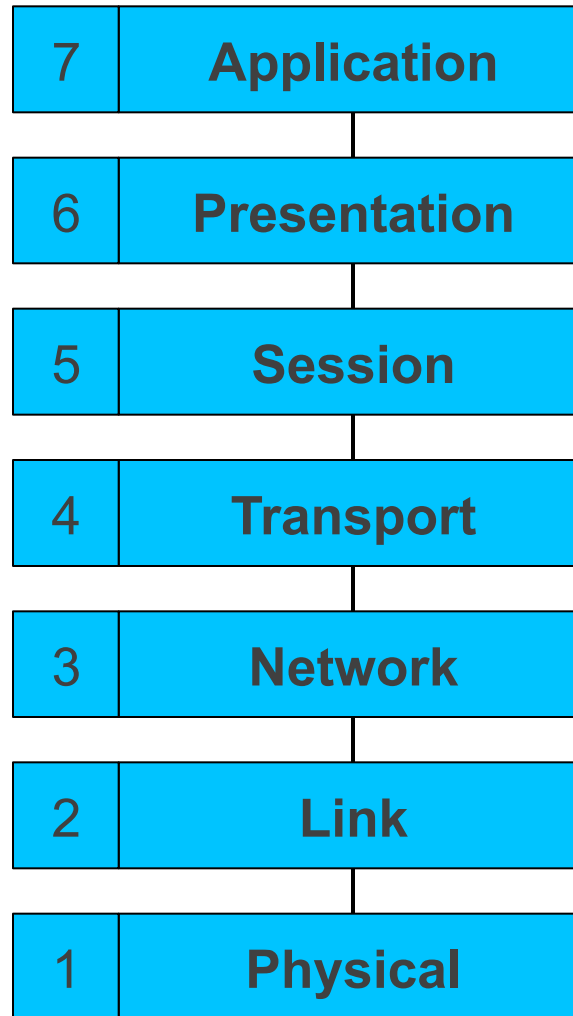 7 Application
6 Presentation
5 Session
4 Transport
3 Network
2 Link
1 Physical